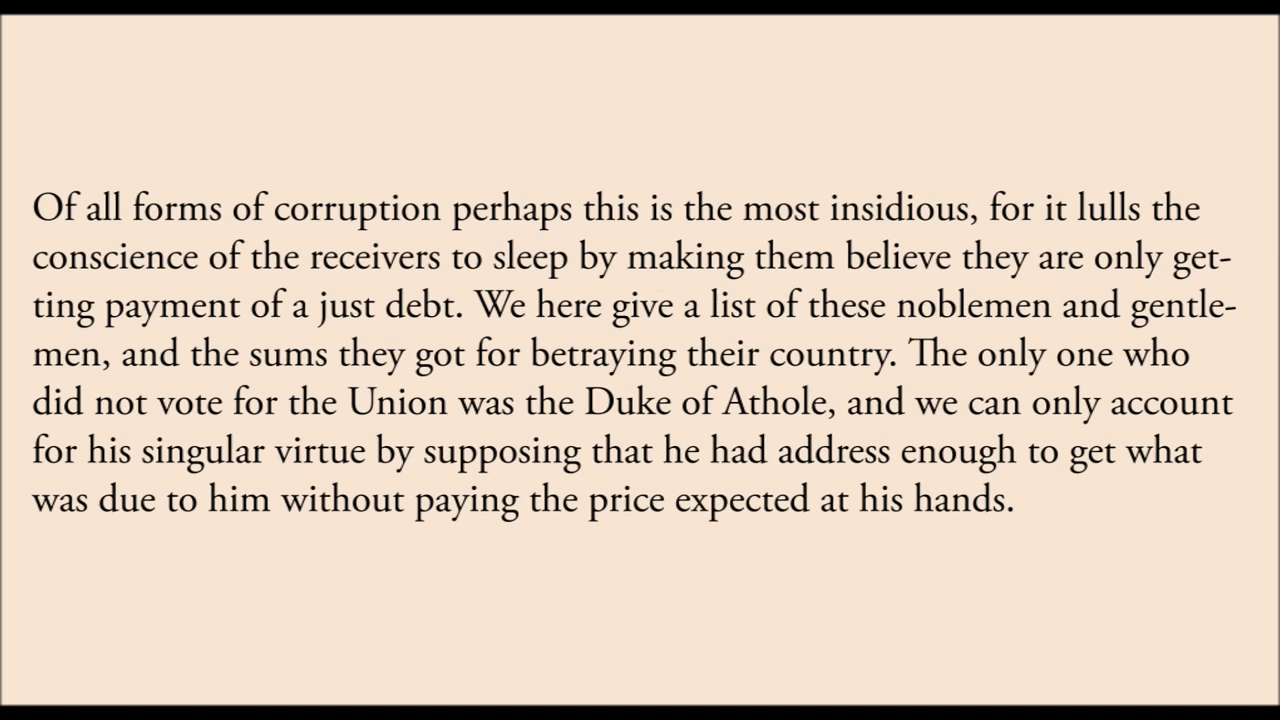 Of all forms of corruption perhaps this is the most insidious, for it lulls the
conscience of the receivers to sleep by making them believe they are only get-
ting payment of a just debt. We here give a list of these noblemen and gentle-
men, and the sums they got for betraying their country. The only one who
did not vote for the Union was the Duke of Athole, and we can only account
for his singular virtue by supposing that he had address enough to get what
was due to him without paying the price expected at his hands.